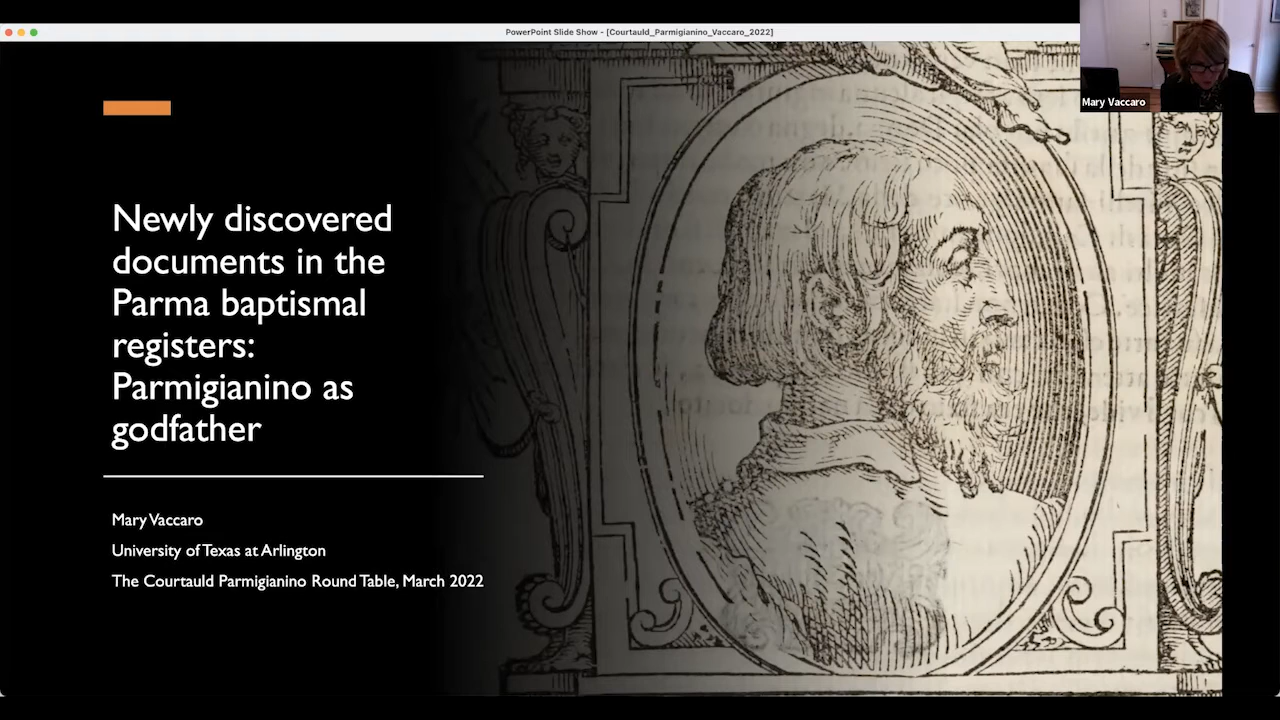 PowerPoint Slide Show - [Courtauld_Parmigianino_Vaccaro_2022]
Mary Vaccaro
Newly discovered
documents in the
Parma baptismal
registers:
Parmigianino as
godfather
Mary Vaccaro
University of Texas at Arlington
The Courtauld Parmigianino Round Table, March 2022